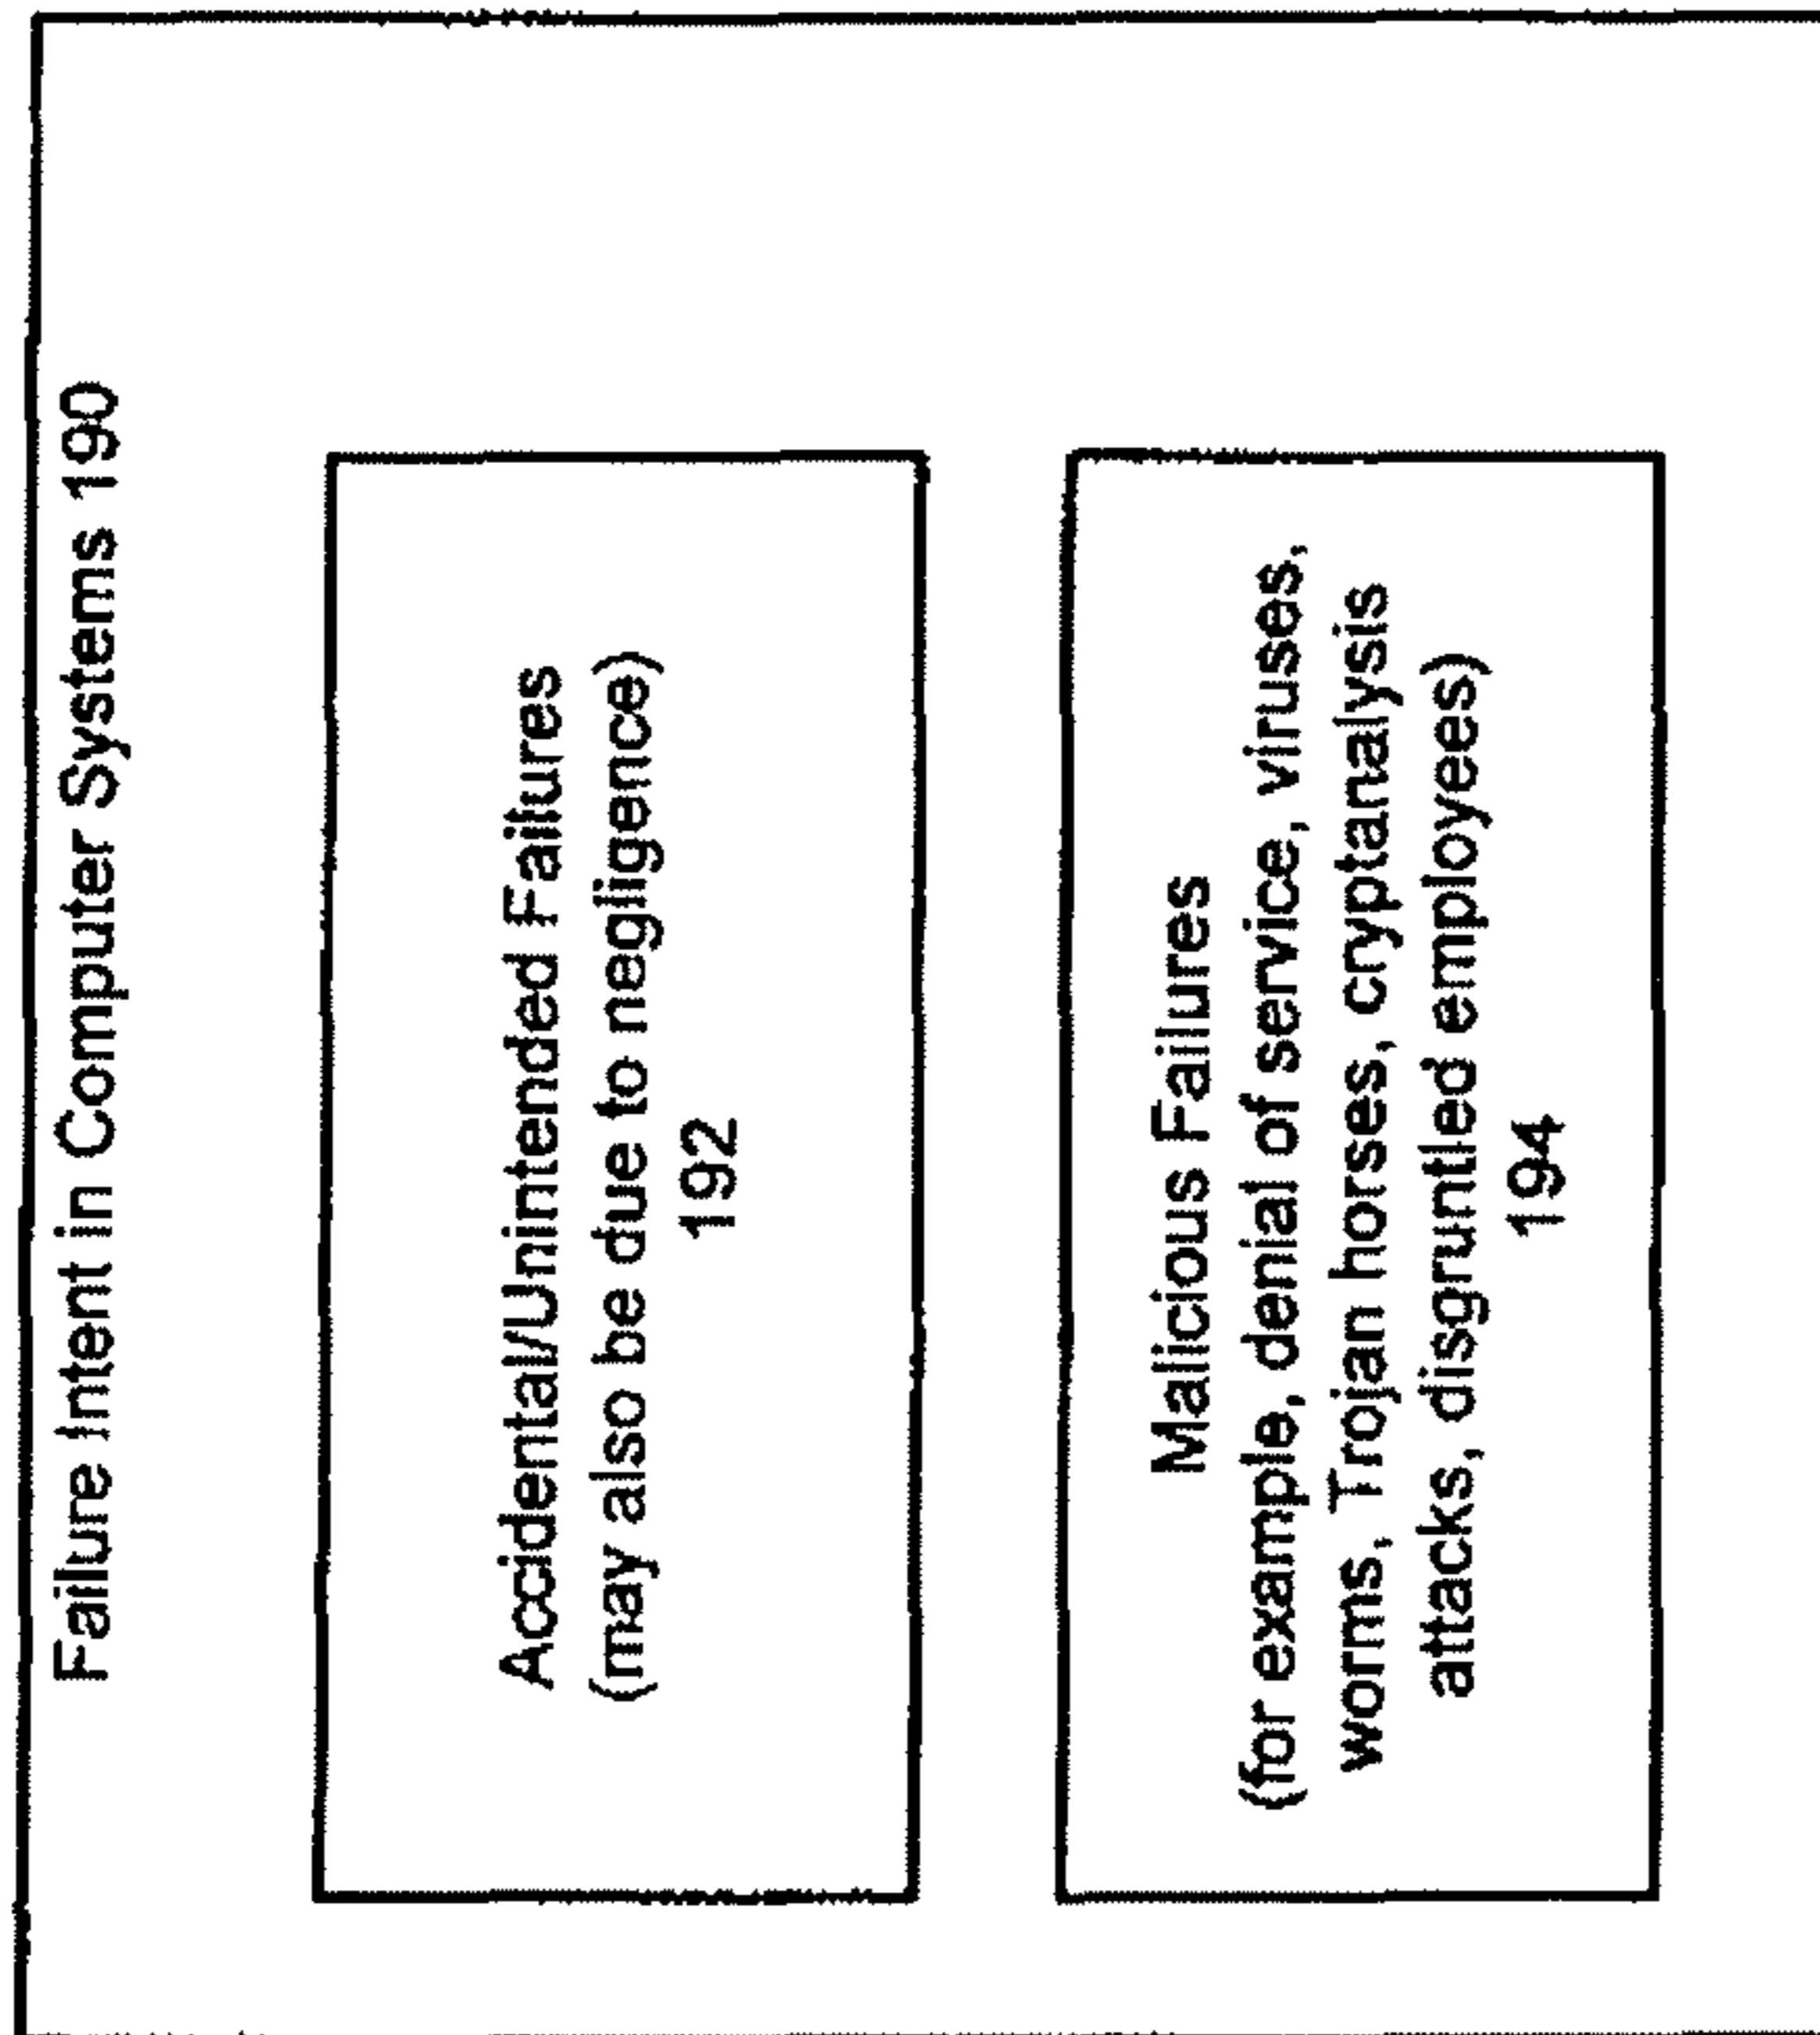 Failure Intent in Computer Systems 190
Accidental/Unintended Failures
(may also be due to negligence)
192
Malicious Failures
(for example, denial of service, viruses,
worms, Trojan horses, cryptanalysis
attacks, disgruntled employees)
194